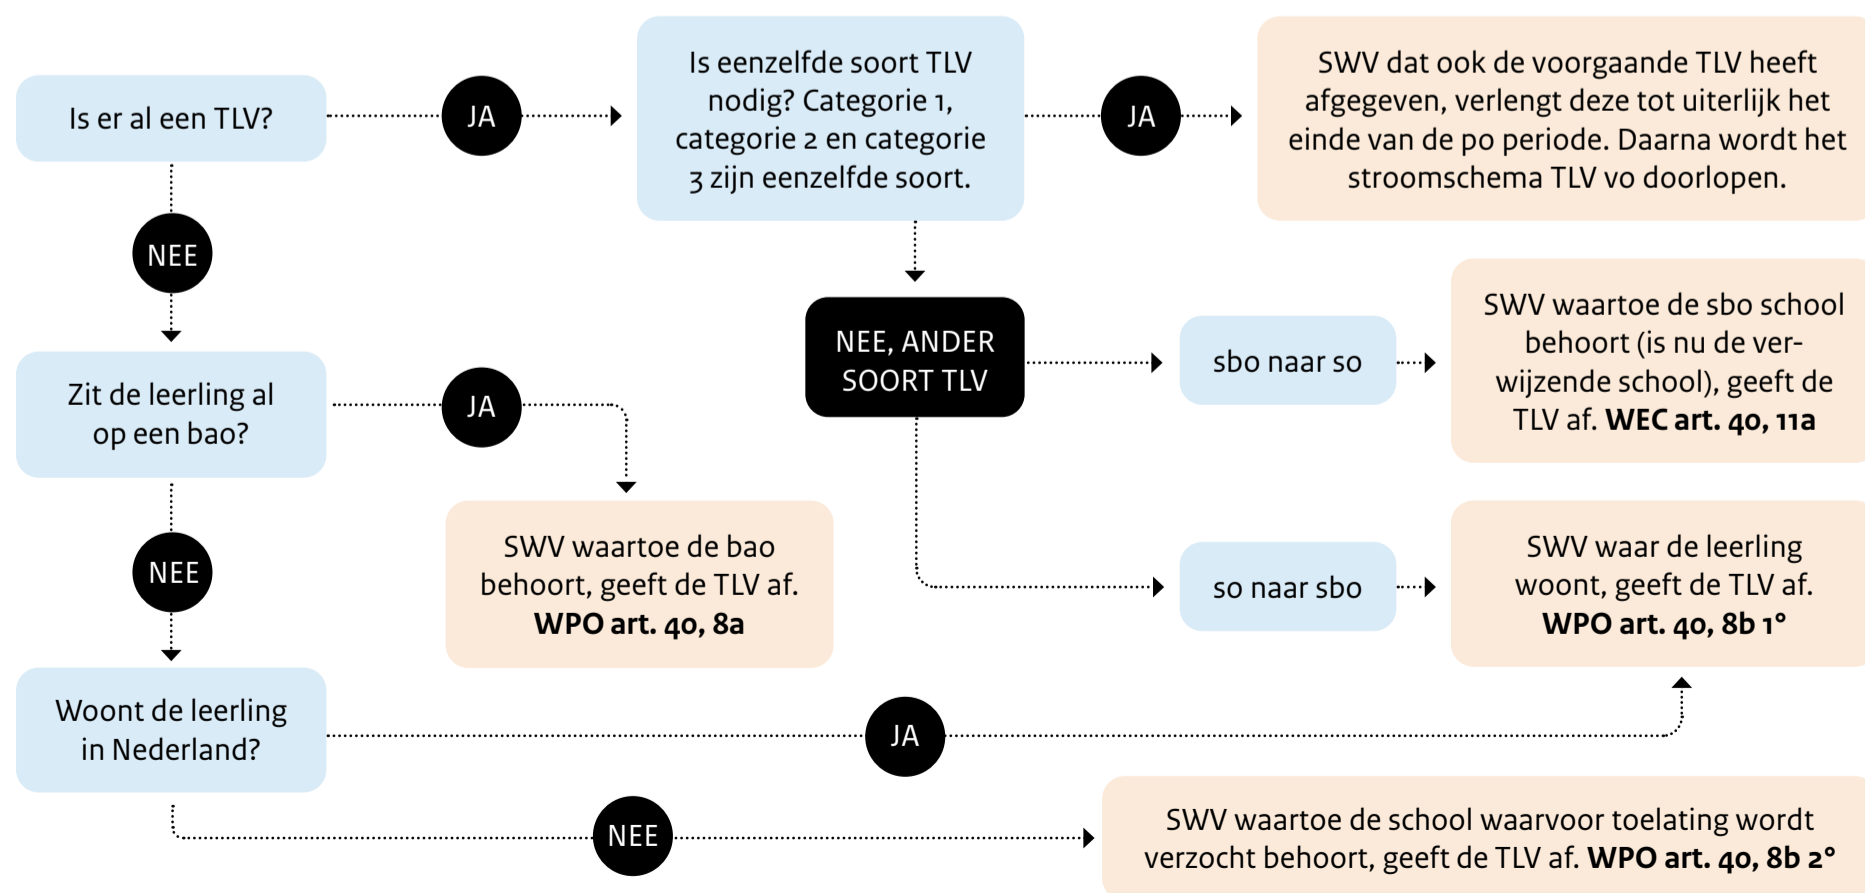 Is er al een TLV?
JA
Is eenzelfde soort TLV
nodig? Categorie 1,
categorie 2 en categorie
3 zijn eenzelfde soort.
JA
SWV dat ook de voorgaande TLV heeft
afgegeven, verlengt deze tot uiterlijk het
einde van de po periode. Daarna wordt het
stroomschema TLV vo doorlopen.
NEE
NEE, ANDER
SOORT TLV
sbo naar so
SWV waartoe de sbo school
behoort (is nu de ver-
wijzende school), geeft de
TLV af. WEC art. 40, 11a
Zit de leerling al
op een bao?
JA
SWV waartoe de bao
behoort, geeft de TLV af.
WPO art. 40, 8a
so naar sbo
SWV waar de leerling
woont, geeft de TLV af.
WPO art. 40, 8b 1°
NEE
Woont de leerling
in Nederland?
JA
NEE
SWV waartoe de school waarvoor toelating wordt
verzocht behoort, geeft de TLV af. WPO art. 40, 8b 2°